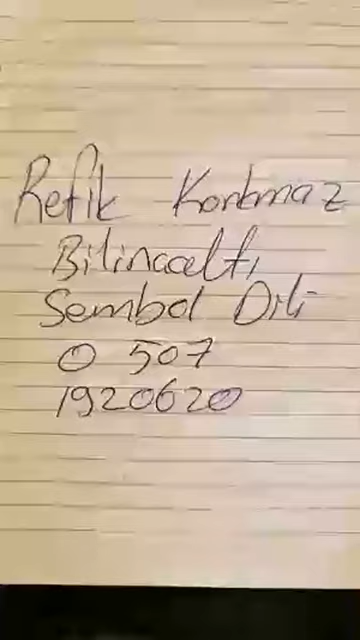 Refik Korkmaz
Bilinçaltı
Sembol Dili
0 507
1920620